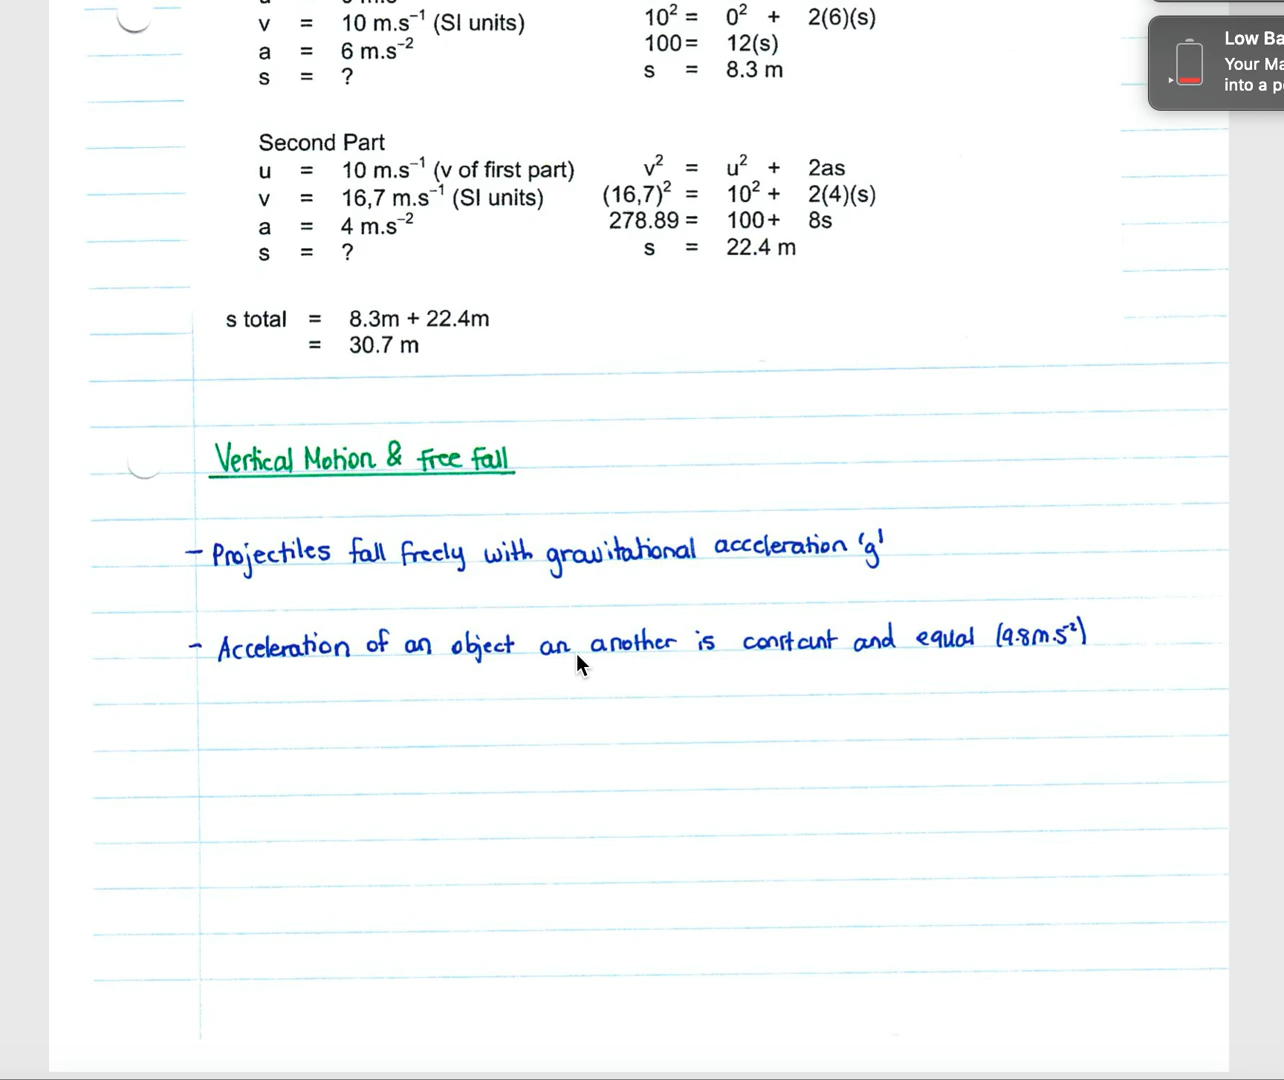 v = 10 m.s⁻¹ (SI units) 10² = 0² + 2(6)(s)
a = 6 m.s⁻² 100 = 12(s)
s = ? s = 8.3 m
Low Ba
Your Ma
into a p
Second Part
u = 10 m.s⁻¹ (v of first part) v² = u² + 2as
v = 16,7 m.s⁻¹ (SI units) (16,7)² = 10² + 2(4)(s)
a = 4 m.s⁻² 278.89 = 100 + 8s
s = ? s = 22.4 m
s total = 8.3m + 22.4m
= 30.7 m
Vertical Motion & Free Fall
- Projectiles fall freely with gravitational acceleration 'g'
- Acceleration of an object an another is constant and equal (9.8m.s⁻²)